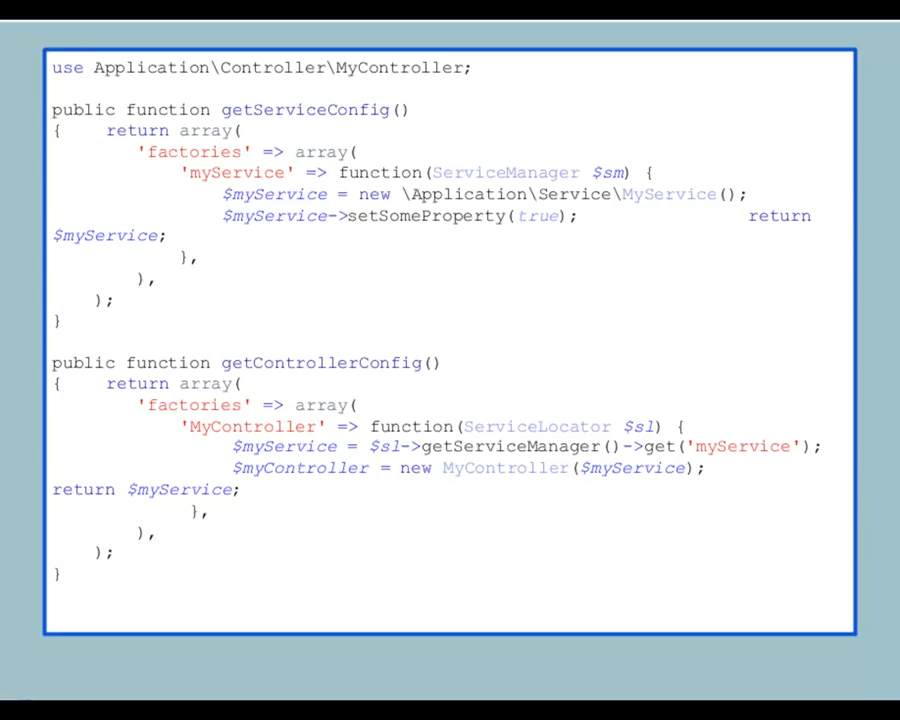 use Application\Controller\MyController;
public function getServiceConfig()
{     return array(
        'factories' => array(
            'myService' => function(ServiceManager $sm) {
                $myService = new \Application\Service\MyService();
                $myService->setSomeProperty(true);                return
$myService;
            },
        ),
    );
}
public function getControllerConfig()
{     return array(
        'factories' => array(
            'MyController' => function(ServiceLocator $sl) {
                 $myService = $sl->getServiceManager()->get('myService');
                 $myController = new MyController($myService);
return $myService;
             },
        ),
    );
}